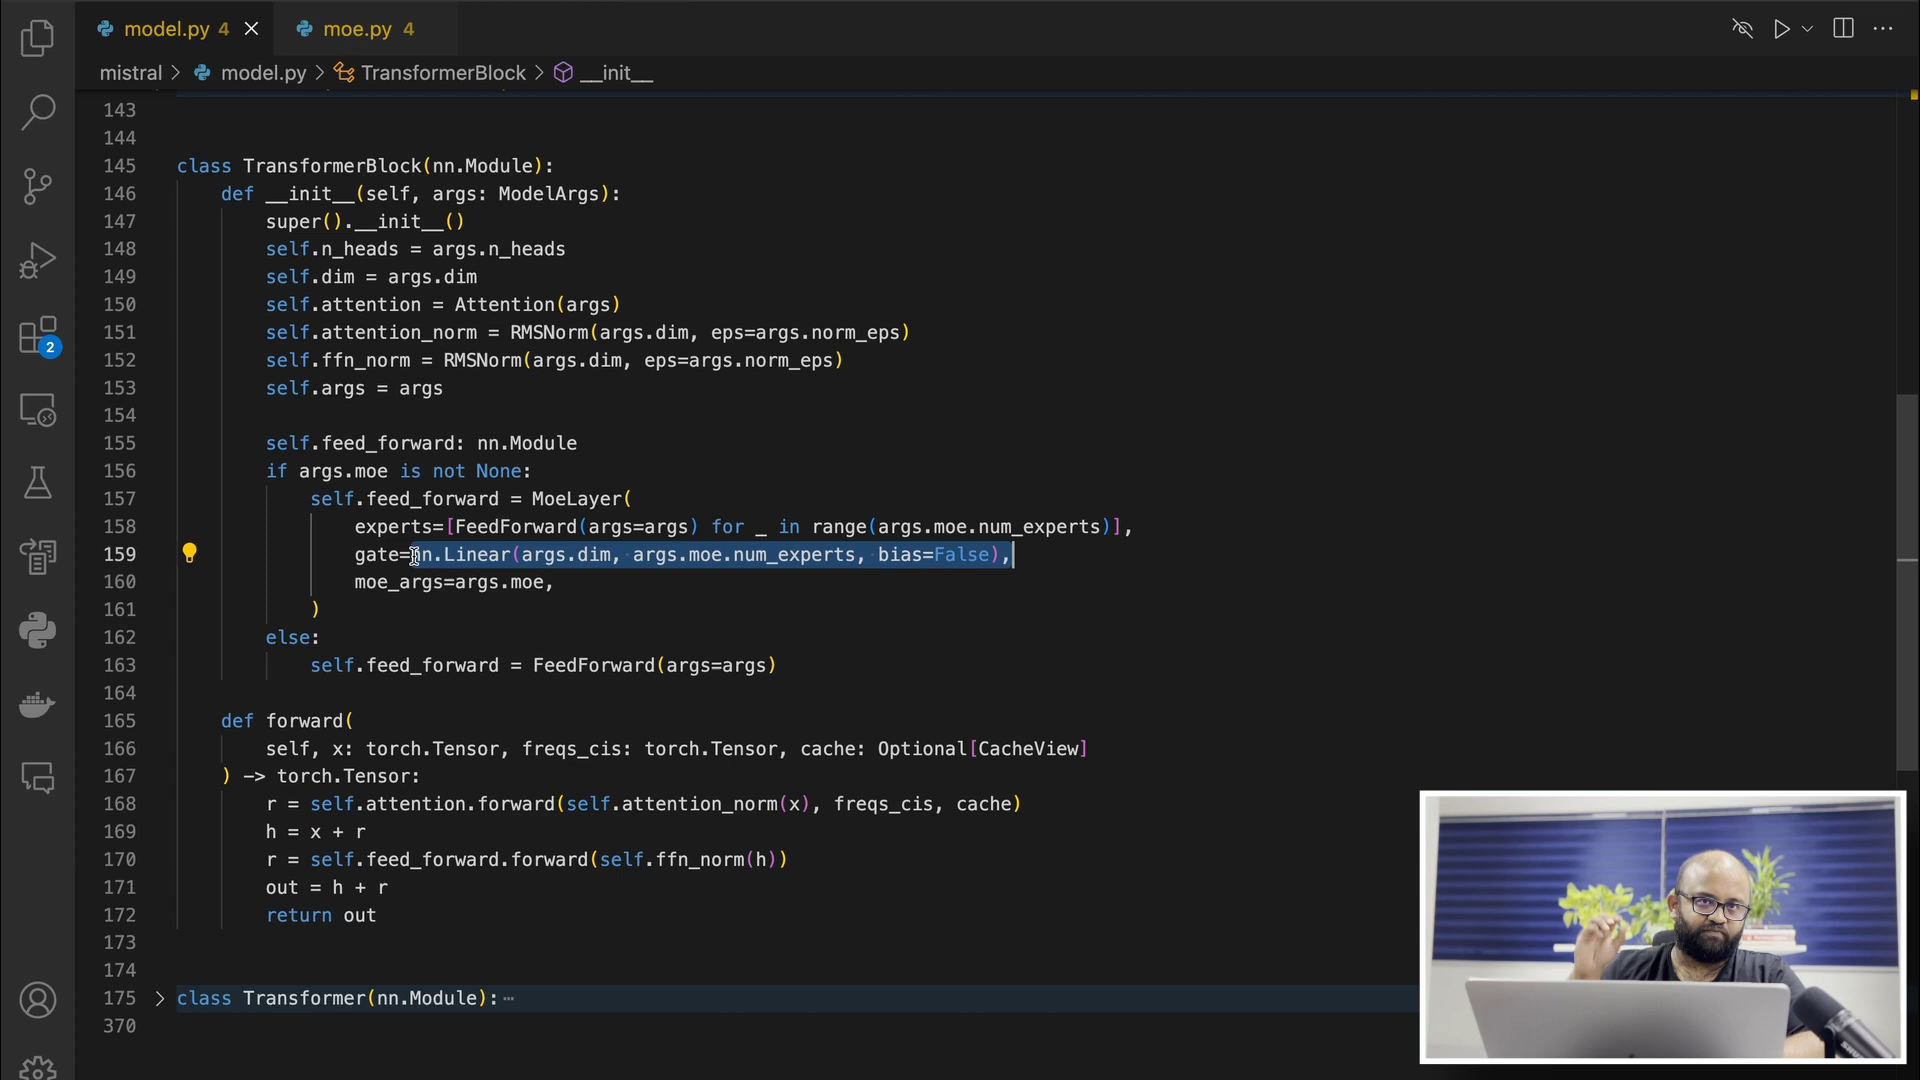 model.py 4
moe.py 4
mistral > model.py > TransformerBlock > __init__
143
144
145 class TransformerBlock(nn.Module):
146 def __init__(self, args: ModelArgs):
147 super().__init__()
148 self.n_heads = args.n_heads
149 self.dim = args.dim
150 self.attention = Attention(args)
151 self.attention_norm = RMSNorm(args.dim, eps=args.norm_eps)
152 self.ffn_norm = RMSNorm(args.dim, eps=args.norm_eps)
153 self.args = args
154
155 self.feed_forward: nn.Module
156 if args.moe is not None:
157 self.feed_forward = MoeLayer(
158 experts=[FeedForward(args=args) for _ in range(args.moe.num_experts)],
159 gate=nn.Linear(args.dim, args.moe.num_experts, bias=False),
160 moe_args=args.moe,
161 )
162 else:
163 self.feed_forward = FeedForward(args=args)
164
165 def forward(
166 self, x: torch.Tensor, freqs_cis: torch.Tensor, cache: Optional[CacheView]
167 ) -> torch.Tensor:
168 r = self.attention.forward(self.attention_norm(x), freqs_cis, cache)
169 h = x + r
170 r = self.feed_forward.forward(self.ffn_norm(h))
171 out = h + r
172 return out
173
174
175 class Transformer(nn.Module): ⋯
370
2